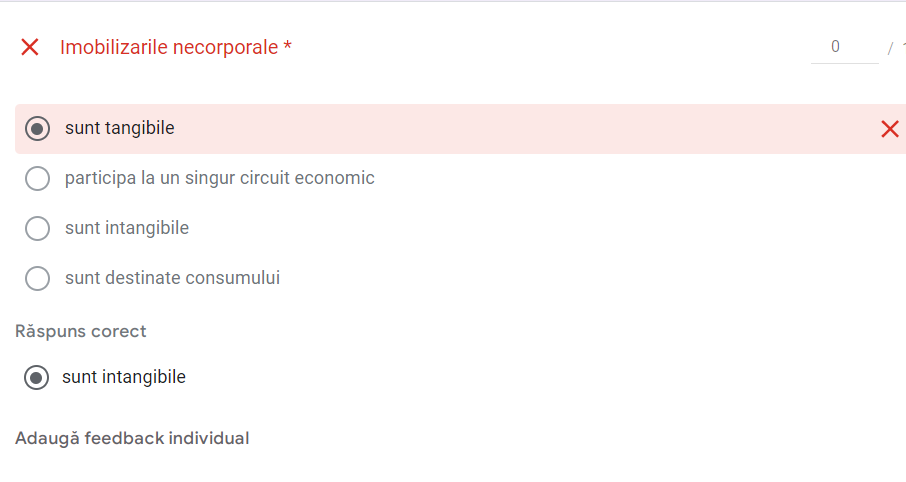 Imobilizarile necorporale *
0 /
sunt tangibile
participa la un singur circuit economic
sunt intangibile
sunt destinate consumului
Răspuns corect
sunt intangibile
Adaugă feedback individual